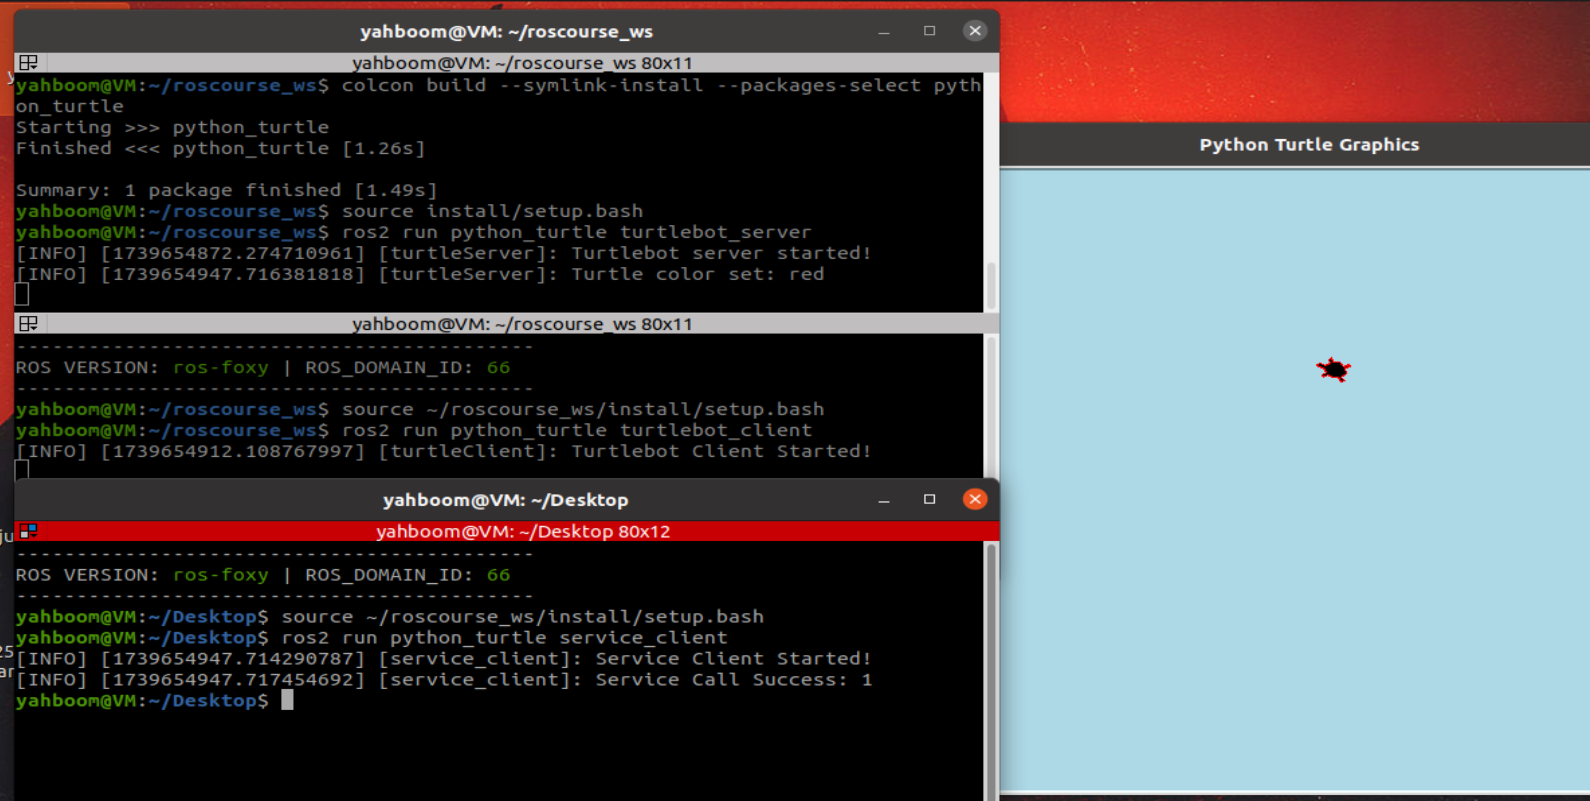 yahboom@VM: ~/roscourse_ws
yahboom@VM: ~/roscourse_ws 80x11
yahboom@VM:~/roscourse_ws$ colcon build --symlink-install --packages-select pyth
on_turtle
Starting >>> python_turtle
Finished <<< python_turtle [1.26s]
Summary: 1 package finished [1.49s]
yahboom@VM:~/roscourse_ws$ source install/setup.bash
yahboom@VM:~/roscourse_ws$ ros2 run python_turtle turtlebot_server
[INFO] [1739654872.274710961] [turtleServer]: Turtlebot server started!
[INFO] [1739654947.716381818] [turtleServer]: Turtle color set: red
yahboom@VM: ~/roscourse_ws 80x11
-------------------------------------------
ROS VERSION: ros-foxy | ROS_DOMAIN_ID: 66
-------------------------------------------
yahboom@VM:~/roscourse_ws$ source ~/roscourse_ws/install/setup.bash
yahboom@VM:~/roscourse_ws$ ros2 run python_turtle turtlebot_client
[INFO] [1739654912.108767997] [turtleClient]: Turtlebot Client Started!
yahboom@VM: ~/Desktop
yahboom@VM: ~/Desktop 80x12
-------------------------------------------
ROS VERSION: ros-foxy | ROS_DOMAIN_ID: 66
-------------------------------------------
yahboom@VM:~/Desktop$ source ~/roscourse_ws/install/setup.bash
yahboom@VM:~/Desktop$ ros2 run python_turtle service_client
[INFO] [1739654947.714290787] [service_client]: Service Client Started!
[INFO] [1739654947.717454692] [service_client]: Service Call Success: 1
yahboom@VM:~/Desktop$
Python Turtle Graphics